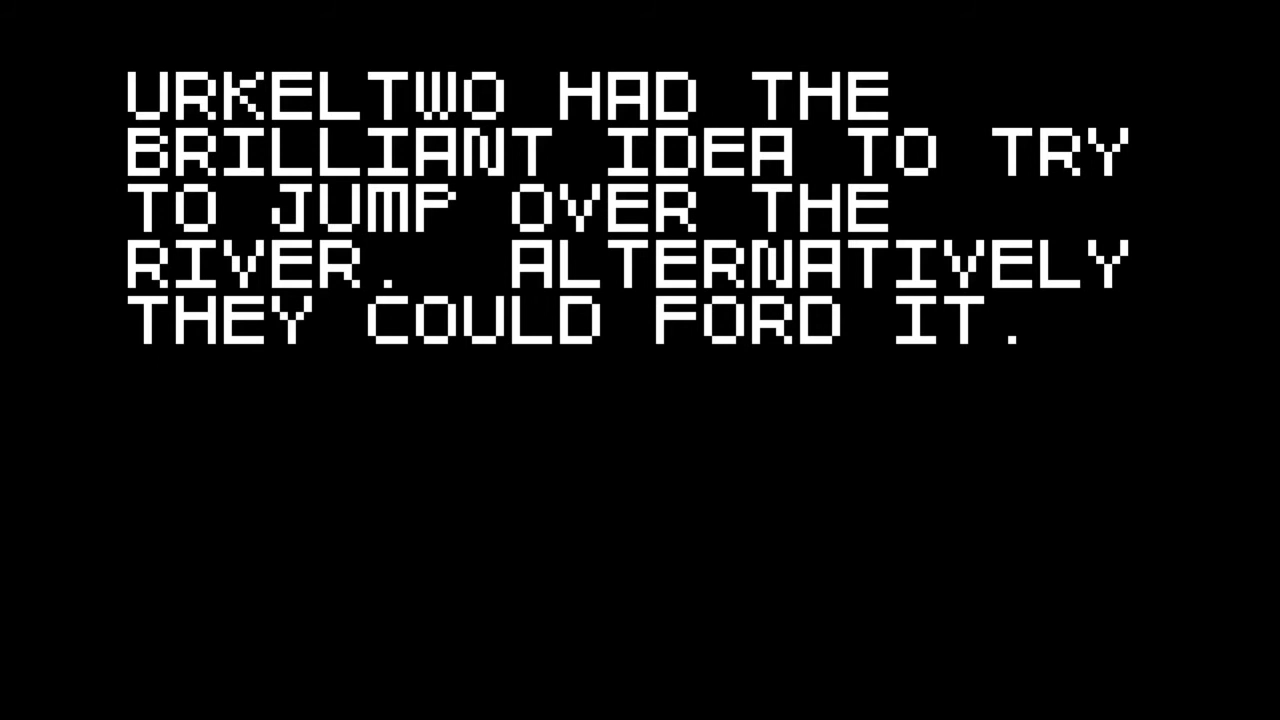 URKELTWO HAD THE
BRILLIANT IDEA TO TRY
TO JUMP OVER THE
RIVER.  ALTERNATIVELY
THEY COULD FORD IT.